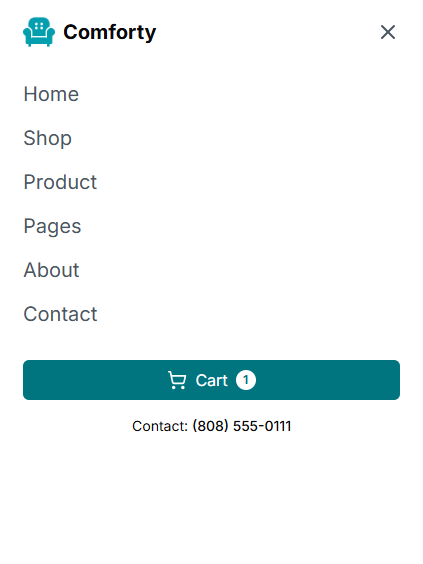 Comforty
Home
Shop
Product
Pages
About
Contact
Cart 1
Contact: (808) 555-0111